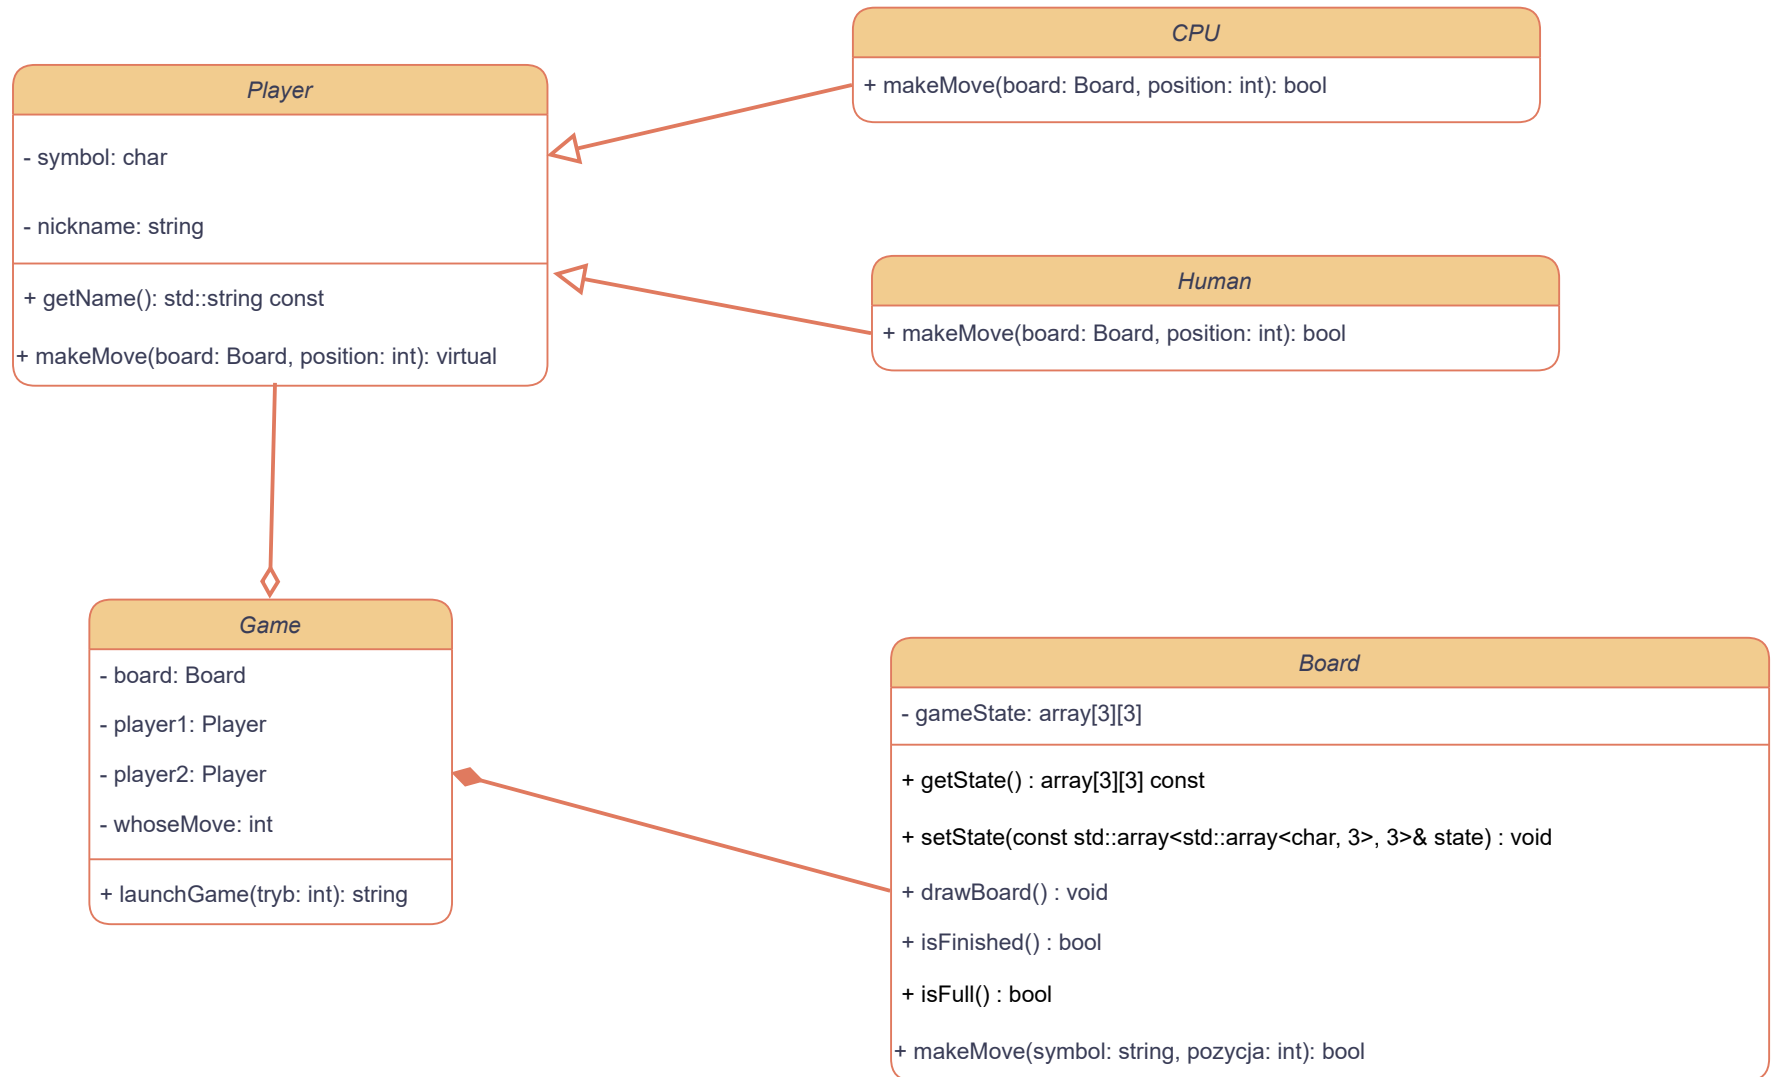 CPU
+ makeMove(board: Board, position: int): bool
Player
- symbol: char
- nickname: string
+ getName(): std::string const
+ makeMove(board: Board, position: int): virtual
Human
+ makeMove(board: Board, position: int): bool
Game
- board: Board
- player1: Player
- player2: Player
- whoseMove: int
+ launchGame(tryb: int): string
Board
- gameState: array[3][3]
+ getState() : array[3][3] const
+ setState(const std::array<std::array<char, 3>, 3>& state) : void
+ drawBoard() : void
+ isFinished() : bool
+ isFull() : bool
+ makeMove(symbol: string, pozycja: int): bool